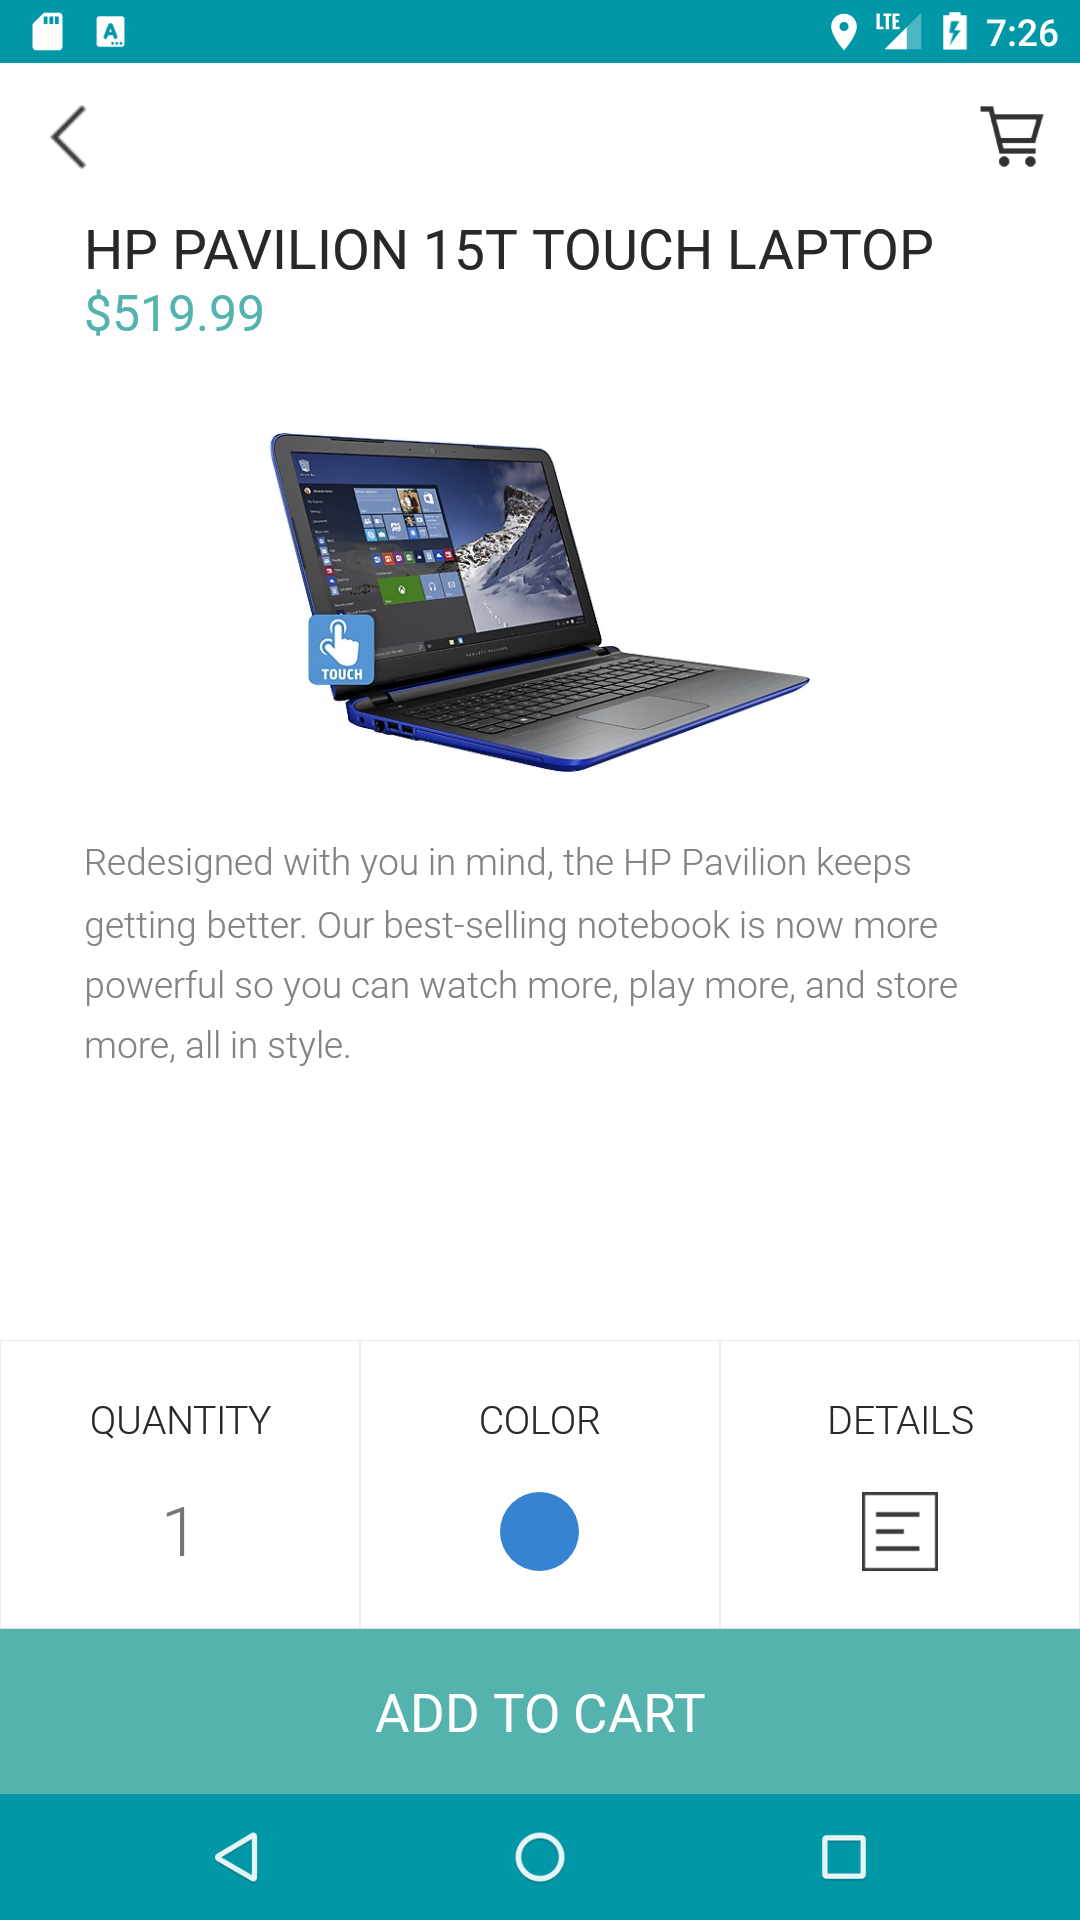 LTE 7:26
HP PAVILION 15T TOUCH LAPTOP
$519.99
TOUCH
Redesigned with you in mind, the HP Pavilion keeps
getting better. Our best-selling notebook is now more
powerful so you can watch more, play more, and store
more, all in style.
QUANTITY
COLOR
DETAILS
1
ADD TO CART